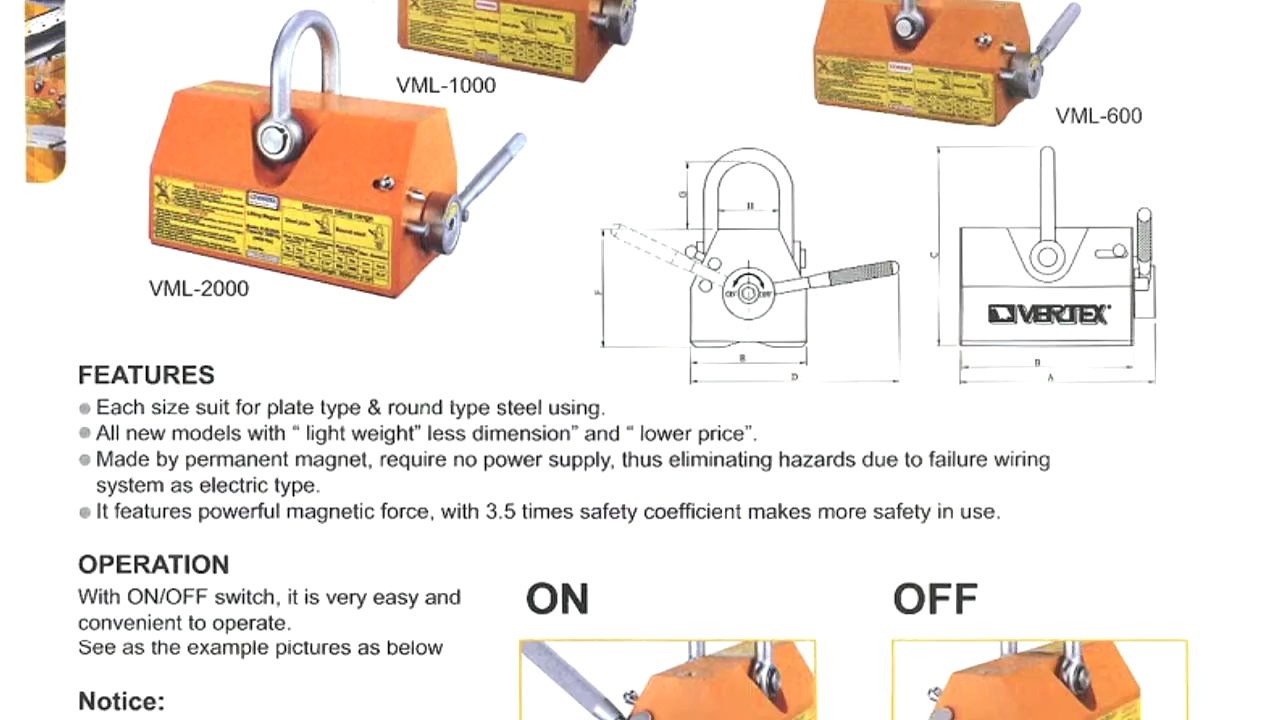 VML-1000
VML-600
VML-2000
G
H
F
C
ON
OFF
VERTEX
B
D
B
A
FEATURES
Each size suit for plate type & round type steel using.
All new models with “ light weight” less dimension” and “ lower price”.
Made by permanent magnet, require no power supply, thus eliminating hazards due to failure wiring
system as electric type.
It features powerful magnetic force, with 3.5 times safety coefficient makes more safety in use.
OPERATION
With ON/OFF switch, it is very easy and
convenient to operate.
See as the example pictures as below
ON
OFF
Notice: